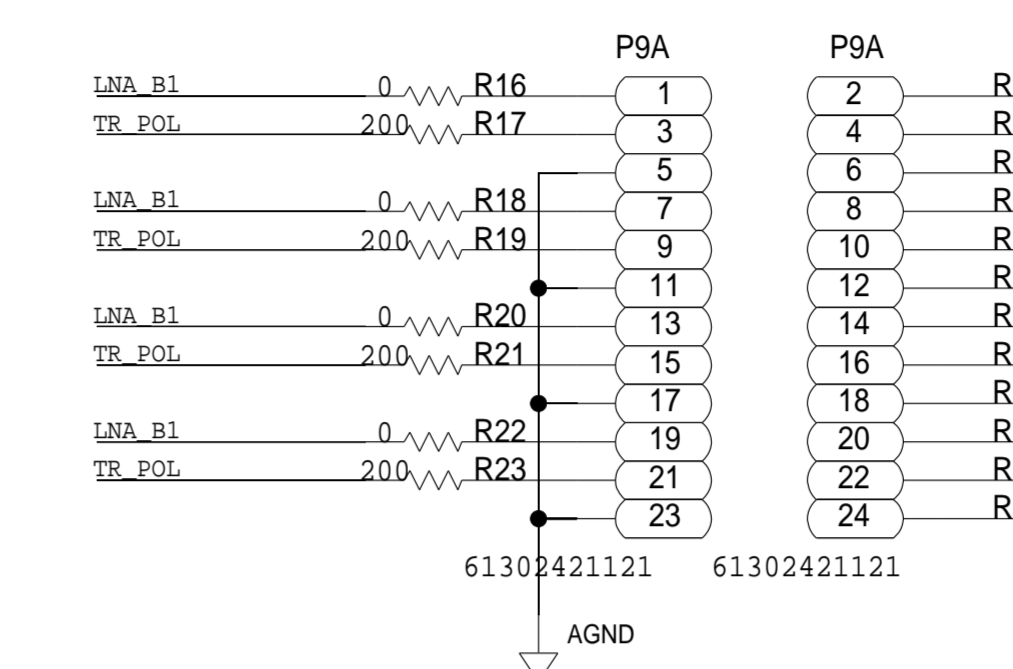 P9A P9A
LNA_B1 0 R16 1 2 R
TR_POL 200 R17 3 4 R
5 6 R
LNA_B1 0 R18 7 8 R
TR_POL 200 R19 9 10 R
11 12 R
LNA_B1 0 R20 13 14 R
TR_POL 200 R21 15 16 R
17 18 R
LNA_B1 0 R22 19 20 R
TR_POL 200 R23 21 22 R
23 24 R
61302421121 61302421121
AGND